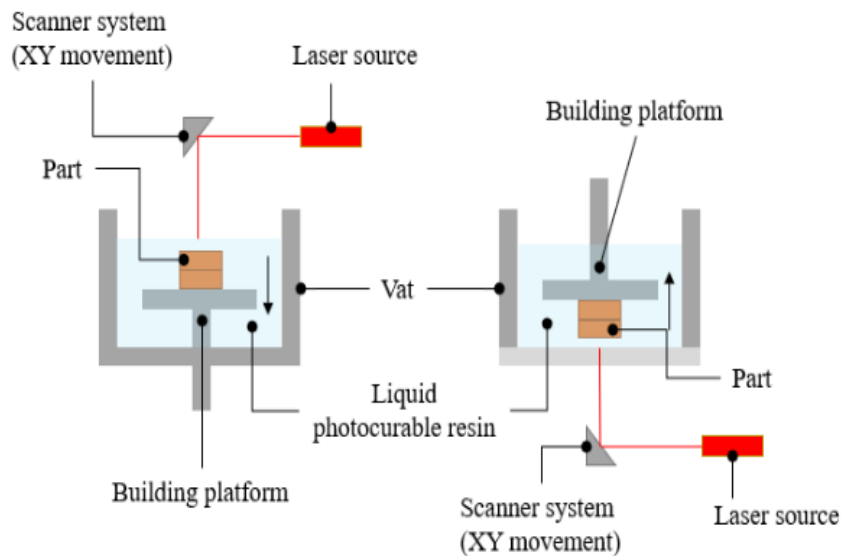 Scanner system
(XY movement)
Laser source
Part
Building platform
Vat
Liquid
photocurable resin
Building platform
Part
Scanner system
(XY movement)
Laser source